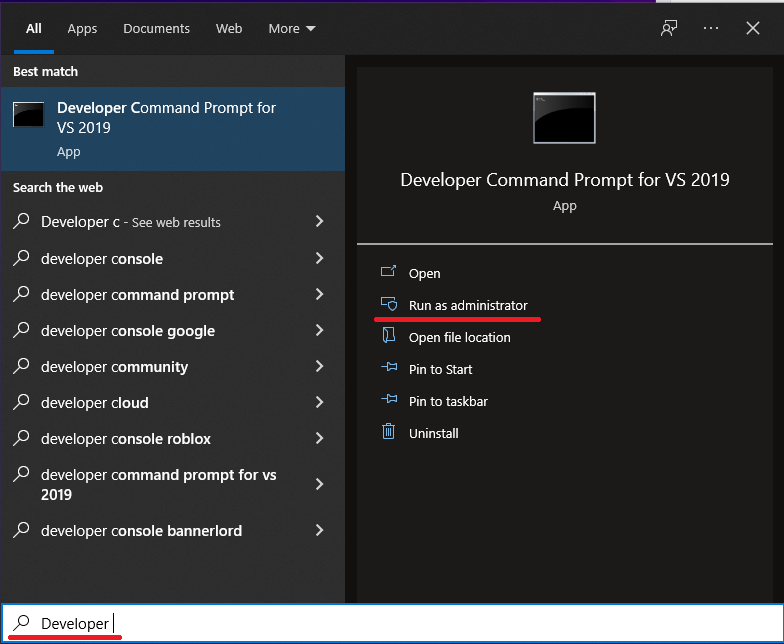 All Apps Documents Web More
Best match
Developer Command Prompt for
VS 2019
App
Search the web
Developer c - See web results
developer console
developer command prompt
developer console google
developer community
developer cloud
developer console roblox
developer command prompt for vs
2019
developer console bannerlord
Developer Command Prompt for VS 2019
App
Open
Run as administrator
Open file location
Pin to Start
Pin to taskbar
Uninstall
Developer